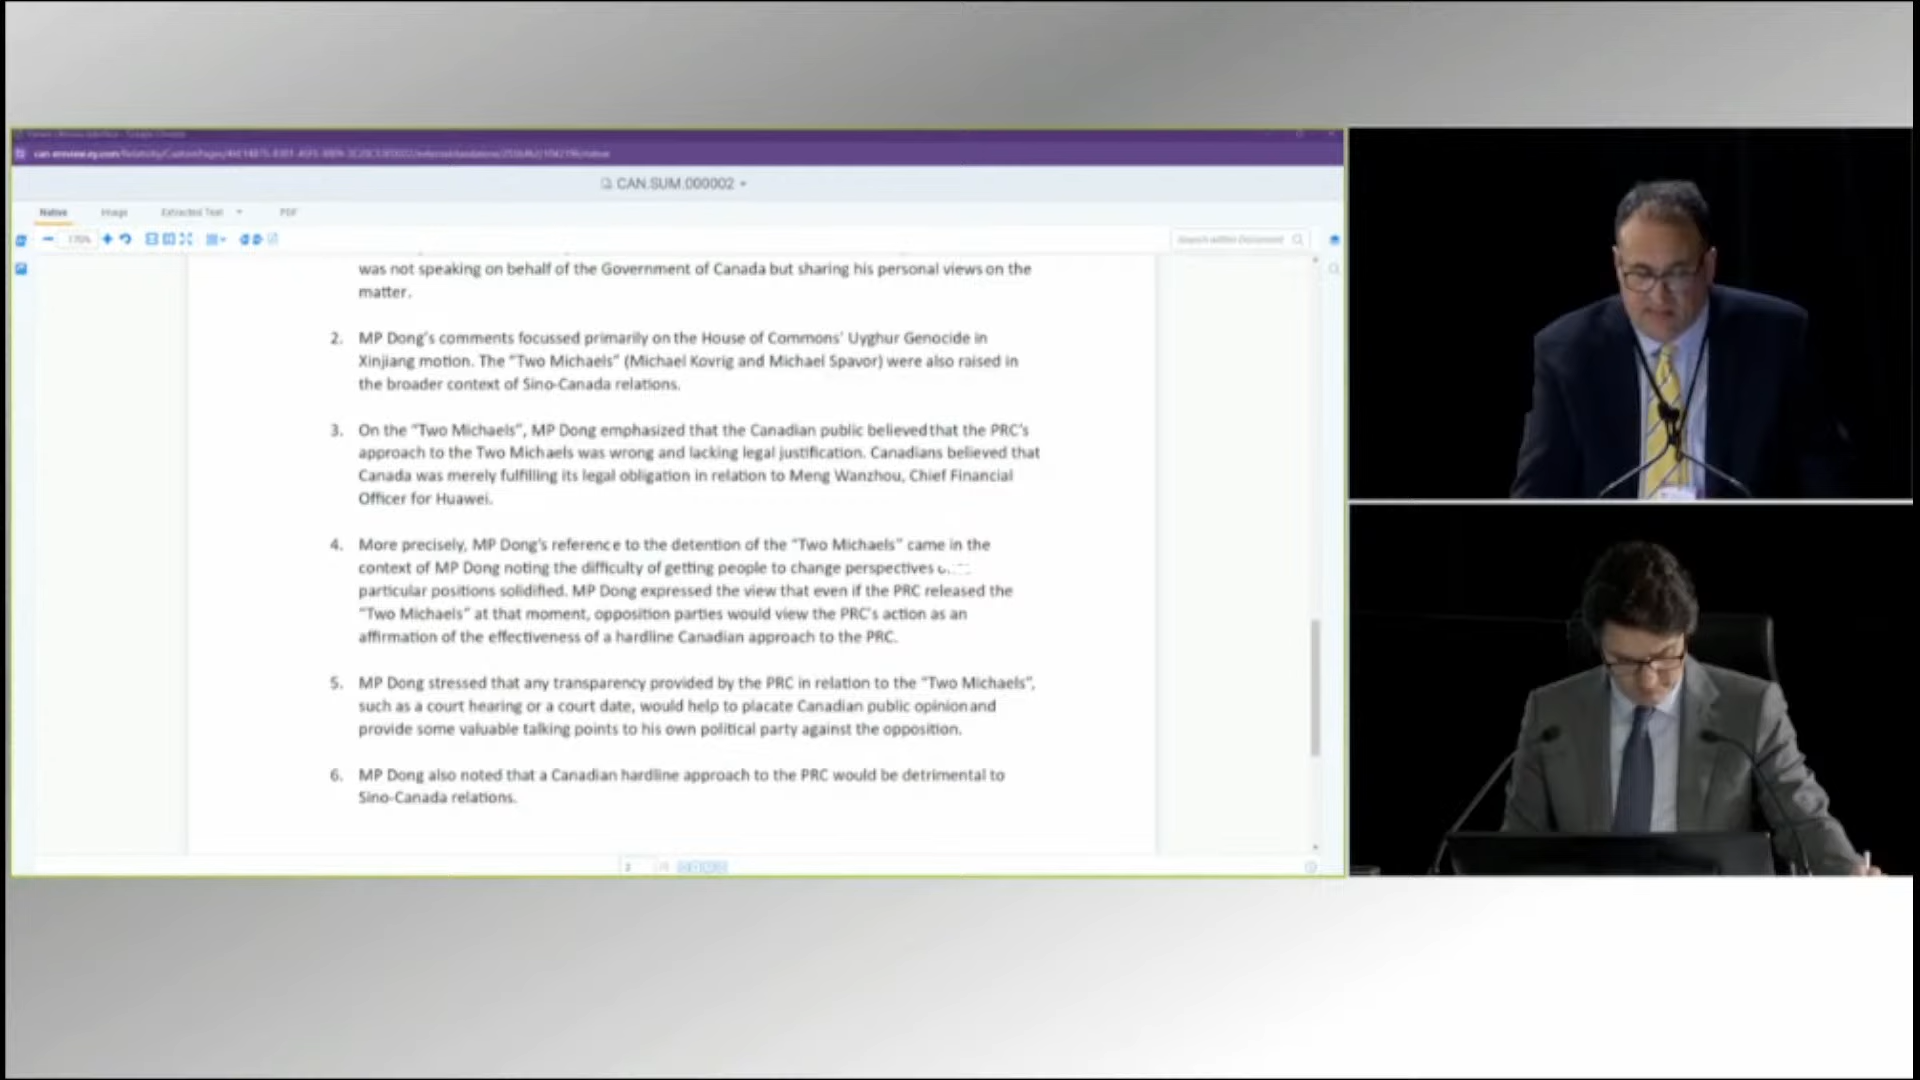 CAN.SUM.000002
Native
Image
Extracted Text
PDF
170%
Search within Document
was not speaking on behalf of the Government of Canada but sharing his personal views on the
matter.
2. MP Dong's comments focussed primarily on the House of Commons' Uyghur Genocide in
Xinjiang motion. The "Two Michaels" (Michael Kovrig and Michael Spavor) were also raised in
the broader context of Sino-Canada relations.
3. On the "Two Michaels", MP Dong emphasized that the Canadian public believed that the PRC's
approach to the Two Michaels was wrong and lacking legal justification. Canadians believed that
Canada was merely fulfilling its legal obligation in relation to Meng Wanzhou, Chief Financial
Officer for Huawei.
4. More precisely, MP Dong's reference to the detention of the "Two Michaels" came in the
context of MP Dong noting the difficulty of getting people to change perspectives
particular positions solidified. MP Dong expressed the view that even if the PRC released the
"Two Michaels" at that moment, opposition parties would view the PRC's action as an
affirmation of the effectiveness of a hardline Canadian approach to the PRC.
5. MP Dong stressed that any transparency provided by the PRC in relation to the "Two Michaels",
such as a court hearing or a court date, would help to placate Canadian public opinion and
provide some valuable talking points to his own political party against the opposition.
6. MP Dong also noted that a Canadian hardline approach to the PRC would be detrimental to
Sino-Canada relations.